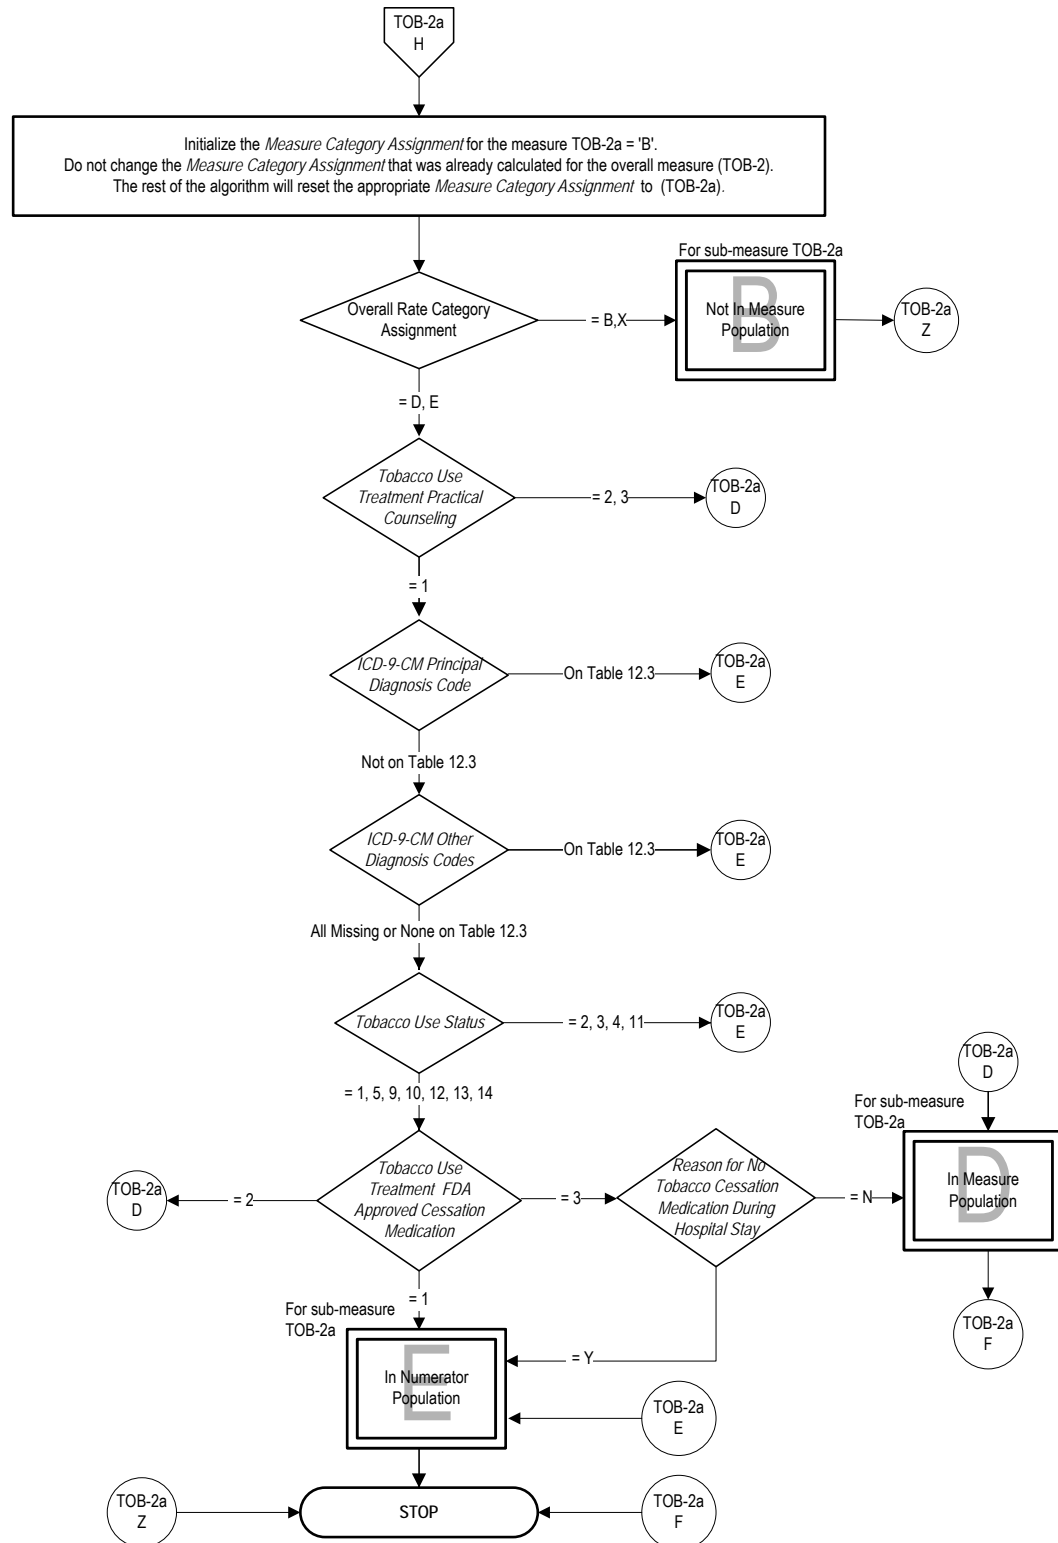 TOB-2a
H
Initialize the Measure Category Assignment for the measure TOB-2a = 'B'.
Do not change the Measure Category Assignment that was already calculated for the overall measure (TOB-2).
The rest of the algorithm will reset the appropriate Measure Category Assignment to (TOB-2a).
For sub-measure TOB-2a
Overall Rate Category
Assignment
= B,X
B
Not In Measure
Population
TOB-2a
Z
= D, E
Tobacco Use
Treatment Practical
Counseling
= 2, 3
TOB-2a
D
= 1
ICD-9-CM Principal
Diagnosis Code
On Table 12.3
TOB-2a
E
Not on Table 12.3
ICD-9-CM Other
Diagnosis Codes
On Table 12.3
TOB-2a
E
All Missing or None on Table 12.3
Tobacco Use Status
= 2, 3, 4, 11
TOB-2a
E
TOB-2a
D
= 1, 5, 9, 10, 12, 13, 14
For sub-measure
TOB-2a
TOB-2a
D
= 2
Tobacco Use
Treatment FDA
Approved Cessation
Medication
= 3
Reason for No
Tobacco Cessation
Medication During
Hospital Stay
= N
D
In Measure
Population
= 1
For sub-measure
TOB-2a
TOB-2a
F
E
In Numerator
Population
= Y
TOB-2a
E
TOB-2a
Z
STOP
TOB-2a
F